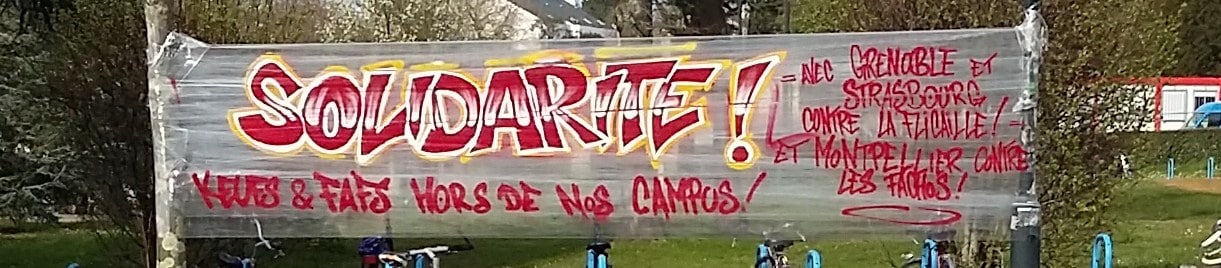 SOLIDARITE !
KEUFS & FAFS HORS DE NOS CAMPUS !
= AVEC GRENOBLE ET
STRASBOURG
CONTRE LA FLICAILLE ! -
ET MONTPELLIER CONTRE
LES FACHOS !